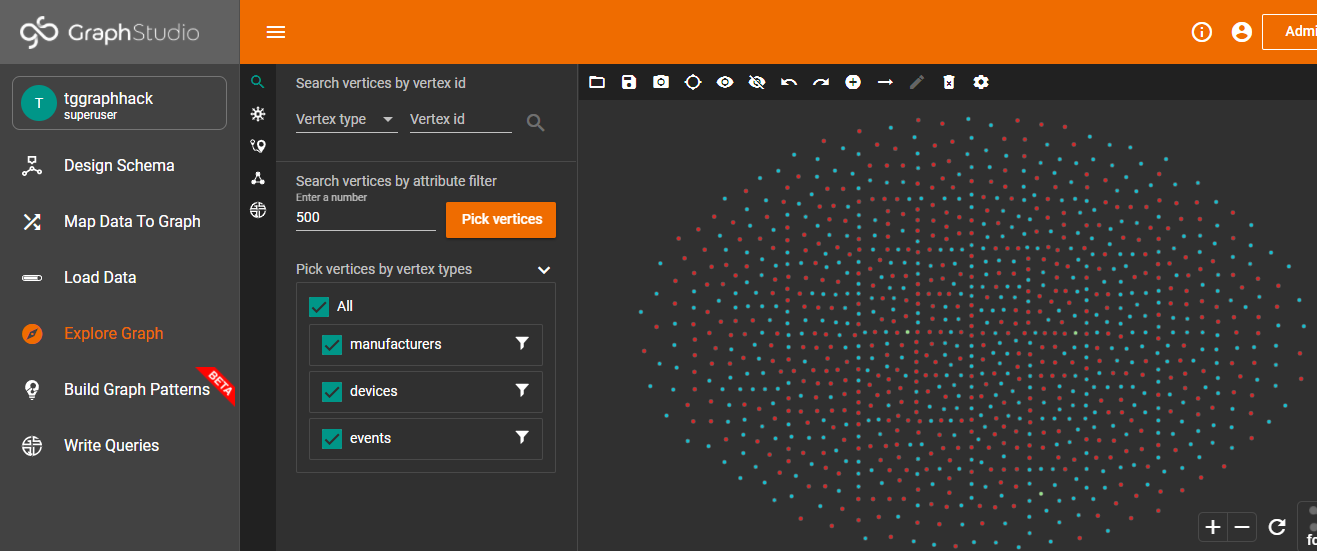 GraphStudio
Admi
T
tggraphhack
superuser
Design Schema
Map Data To Graph
Load Data
Explore Graph
Build Graph Patterns
BETA
Write Queries
Search vertices by vertex id
Vertex type
Vertex id
Search vertices by attribute filter
Enter a number
500
Pick vertices
Pick vertices by vertex types
All
manufacturers
devices
events
fo